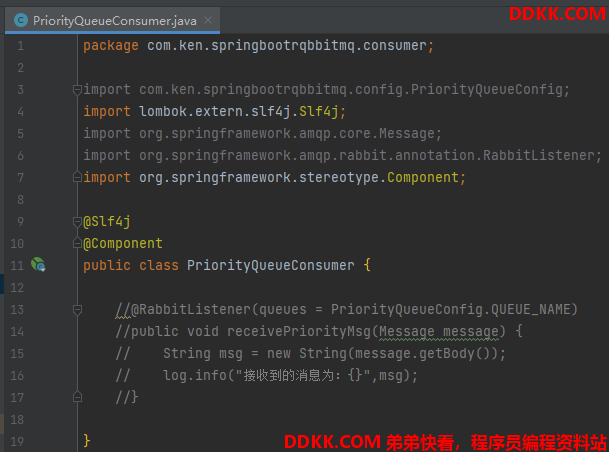 PriorityQueueConsumer.java
DDKK.COM
1 package com.ken.springbootrqbbitmq.consumer;
2
3 import com.ken.springbootrqbbitmq.config.PriorityQueueConfig;
4 import lombok.extern.slf4j.Slf4j;
5 import org.springframework.amqp.core.Message;
6 import org.springframework.amqp.rabbit.annotation.RabbitListener;
7 import org.springframework.stereotype.Component;
8
9 @Slf4j
10 @Component
11 public class PriorityQueueConsumer {
12
13 //@RabbitListener(queues = PriorityQueueConfig.QUEUE_NAME)
14 //public void receivePriorityMsg(Message message) {
15 //    String msg = new String(message.getBody());
16 //    log.info("接收到的消息为：{}",msg);
17 //}
18
19 }
DDKK.COM 弟弟快看，程序员编程资料站